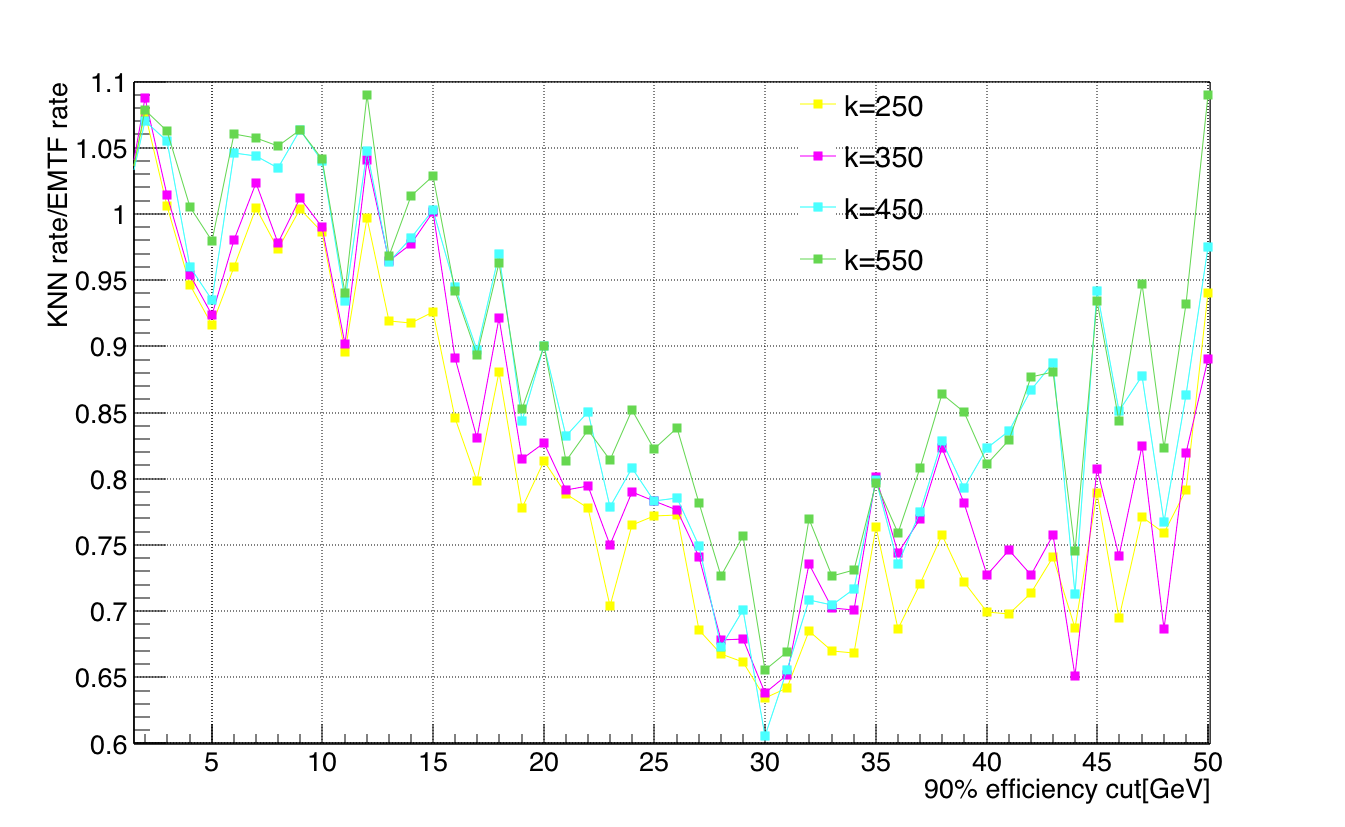 KNN rate/EMTF rate
1.1
1.05
1
0.95
0.9
0.85
0.8
0.75
0.7
0.65
0.6
k=250
k=350
k=450
k=550
5 10 15 20 25 30 35 40 45 50
90% efficiency cut[GeV]